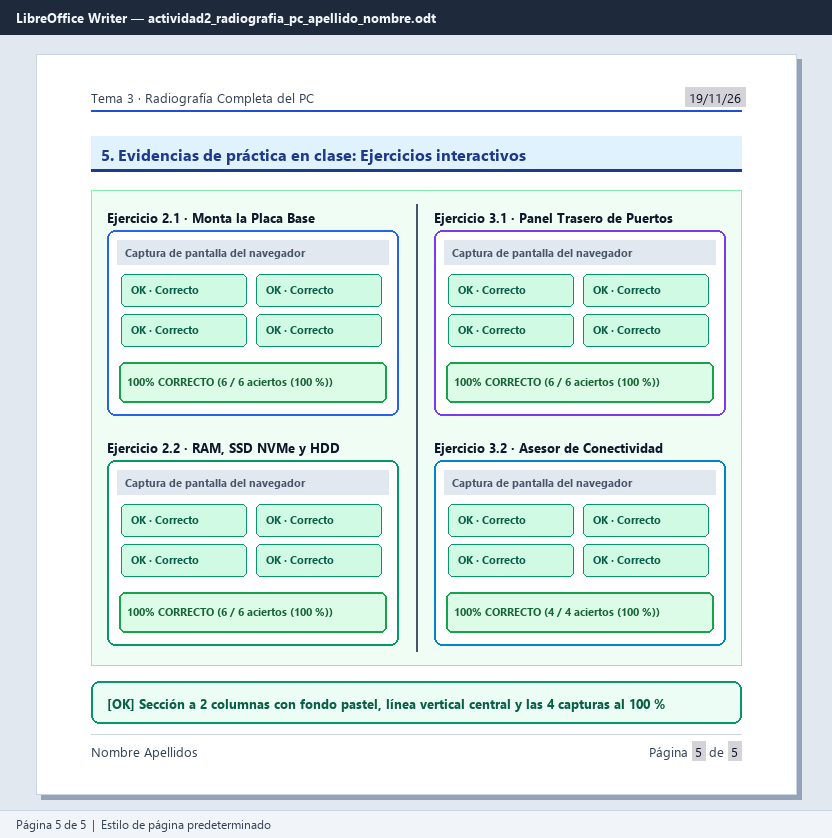 LibreOffice Writer — actividad2_radiografia_pc_apellido_nombre.odt
Tema 3 · Radiografía Completa del PC
19/11/26
5. Evidencias de práctica en clase: Ejercicios interactivos
Ejercicio 2.1 · Monta la Placa Base
Captura de pantalla del navegador
OK · Correcto
OK · Correcto
OK · Correcto
OK · Correcto
100% CORRECTO (6 / 6 aciertos (100 %))
Ejercicio 2.2 · RAM, SSD NVMe y HDD
Captura de pantalla del navegador
OK · Correcto
OK · Correcto
OK · Correcto
OK · Correcto
100% CORRECTO (6 / 6 aciertos (100 %))
Ejercicio 3.1 · Panel Trasero de Puertos
Captura de pantalla del navegador
OK · Correcto
OK · Correcto
OK · Correcto
OK · Correcto
100% CORRECTO (6 / 6 aciertos (100 %))
Ejercicio 3.2 · Asesor de Conectividad
Captura de pantalla del navegador
OK · Correcto
OK · Correcto
OK · Correcto
OK · Correcto
100% CORRECTO (4 / 4 aciertos (100 %))
[OK] Sección a 2 columnas con fondo pastel, línea vertical central y las 4 capturas al 100 %
Nombre Apellidos
Página 5 de 5
Página 5 de 5 | Estilo de página predeterminado